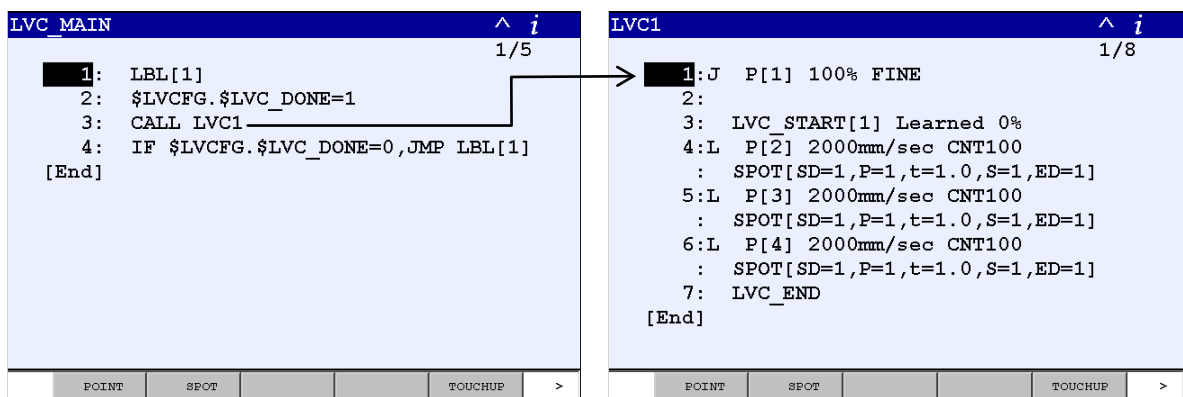 LVC_MAIN ^ i
1/5
1: LBL[1]
2: $LVCFG.$LVC_DONE=1
3: CALL LVC1
4: IF $LVCFG.$LVC_DONE=0,JMP LBL[1]
[End]
POINT SPOT TOUCHUP >
LVC1 ^ i
1/8
1:J P[1] 100% FINE
2:
3: LVC_START[1] Learned 0%
4:L P[2] 2000mm/sec CNT100
: SPOT[SD=1,P=1,t=1.0,S=1,ED=1]
5:L P[3] 2000mm/sec CNT100
: SPOT[SD=1,P=1,t=1.0,S=1,ED=1]
6:L P[4] 2000mm/sec CNT100
: SPOT[SD=1,P=1,t=1.0,S=1,ED=1]
7: LVC_END
[End]
POINT SPOT TOUCHUP >